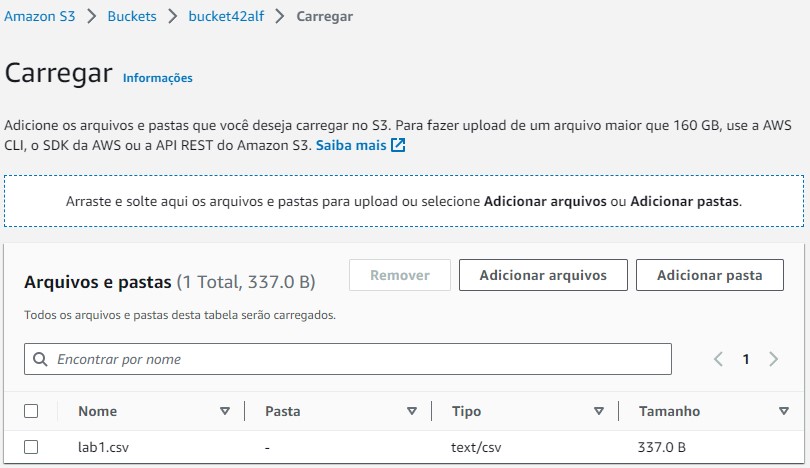 Amazon S3 > Buckets > bucket42alf > Carregar
Carregar Informações
Adicione os arquivos e pastas que você deseja carregar no S3. Para fazer upload de um arquivo maior que 160 GB, use a AWS
CLI, o SDK da AWS ou a API REST do Amazon S3. Saiba mais
Arraste e solte aqui os arquivos e pastas para upload ou selecione Adicionar arquivos ou Adicionar pastas.
Arquivos e pastas (1 Total, 337.0 B) Remover Adicionar arquivos Adicionar pasta
Todos os arquivos e pastas desta tabela serão carregados.
Encontrar por nome < 1 >
Nome Pasta Tipo Tamanho
lab1.csv - text/csv 337.0 B